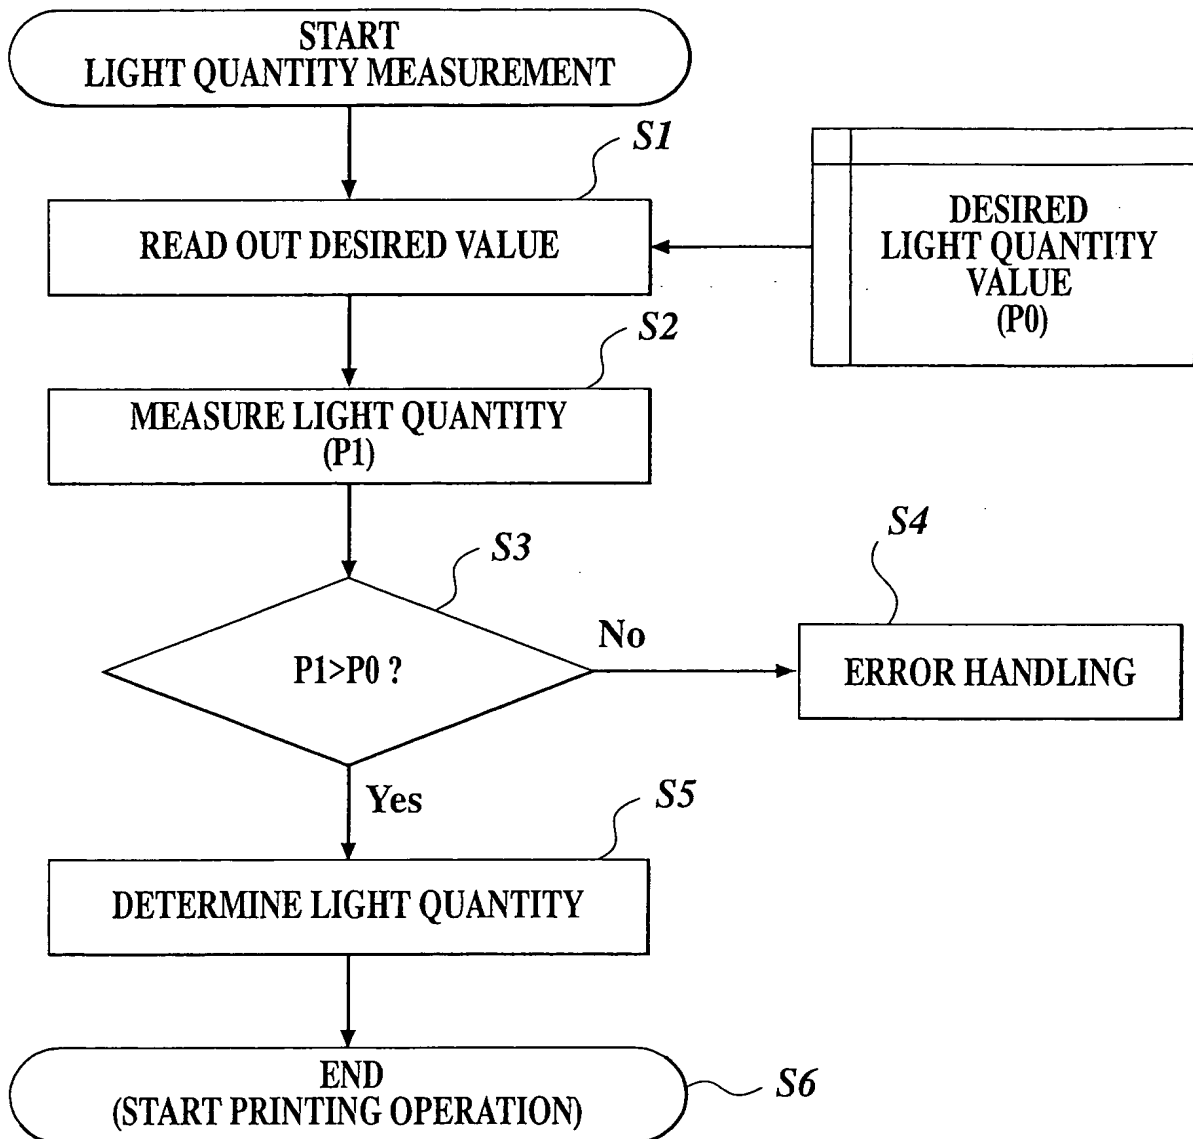 START
LIGHT QUANTITY MEASUREMENT
S1
READ OUT DESIRED VALUE
DESIRED
LIGHT QUANTITY
VALUE
(P0)
S2
MEASURE LIGHT QUANTITY
(P1)
S3
P1>P0 ?
No
S4
ERROR HANDLING
Yes
S5
DETERMINE LIGHT QUANTITY
END
(START PRINTING OPERATION)
S6